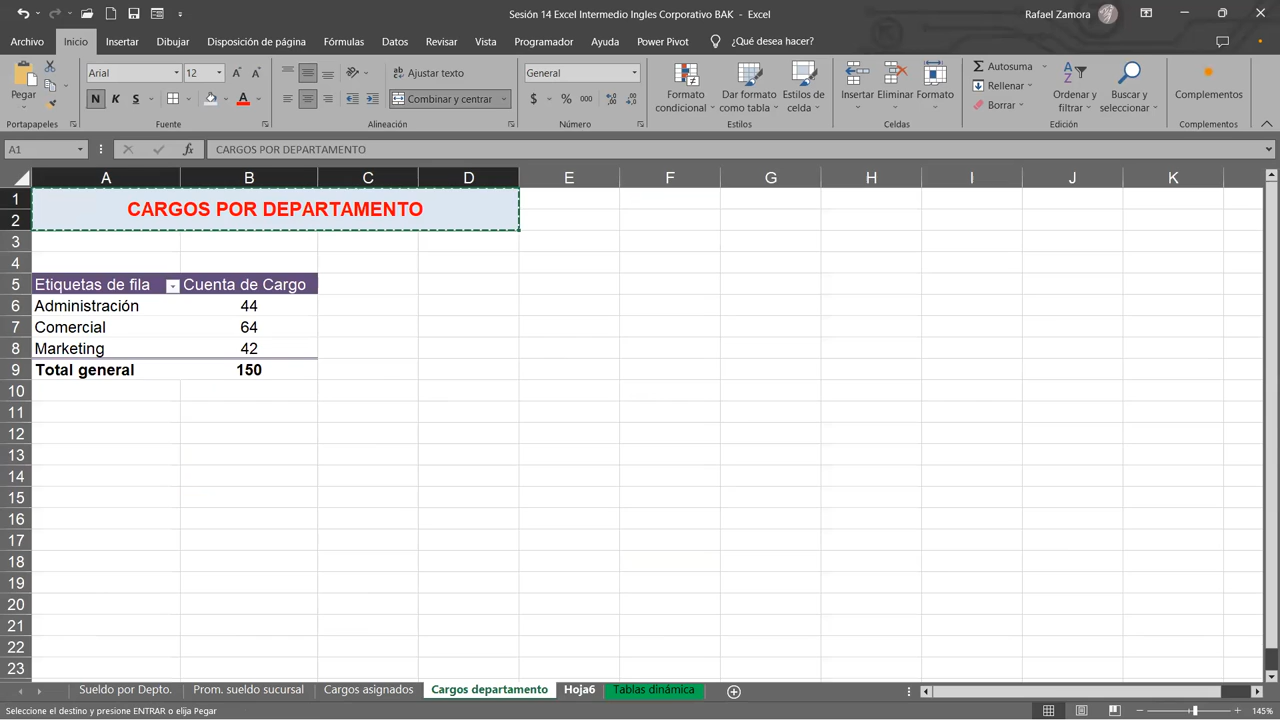 Sesión 14 Excel Intermedio Ingles Corporativo BAK - Excel
Rafael Zamora
Archivo Inicio Insertar Dibujar Disposición de página Fórmulas Datos Revisar Vista Programador Ayuda Power Pivot ¿Qué desea hacer?
Pegar
Arial 12
N K S
Ajustar texto
Combinar y centrar
General
$ % 000
Formato condicional
Dar formato como tabla
Estilos de celda
Insertar
Eliminar
Formato
Autosuma
Rellenar
Borrar
Ordenar y filtrar
Buscar y seleccionar
Complementos
Portapapeles Fuente Alineación Número Estilos Celdas Edición Complementos
A1 fx CARGOS POR DEPARTAMENTO
A B C D E F G H I J K
1
CARGOS POR DEPARTAMENTO
2
3
4
5 Etiquetas de fila Cuenta de Cargo
6 Administración 44
7 Comercial 64
8 Marketing 42
9 Total general 150
10
11
12
13
14
15
16
17
18
19
20
21
22
23
Sueldo por Depto. Prom. sueldo sucursal Cargos asignados Cargos departamento Hoja6 Tablas dinámica
Seleccione el destino y presione ENTRAR o elija Pegar 145%